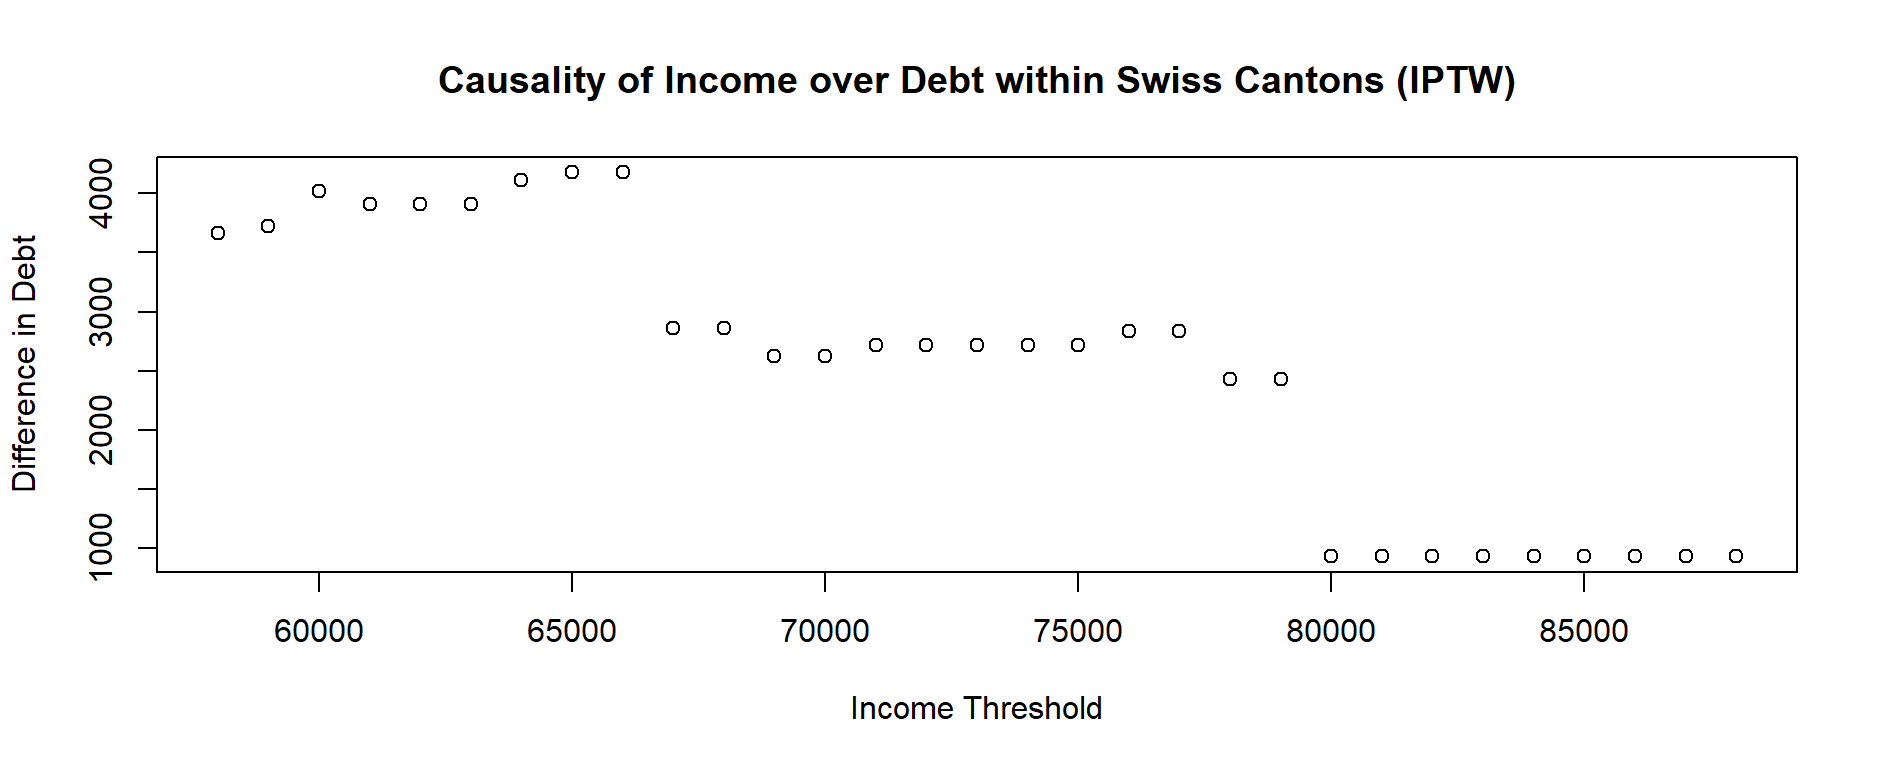 Causality of Income over Debt within Swiss Cantons (IPTW)
Difference in Debt
4000
3000
2000
1000
60000 65000 70000 75000 80000 85000
Income Threshold